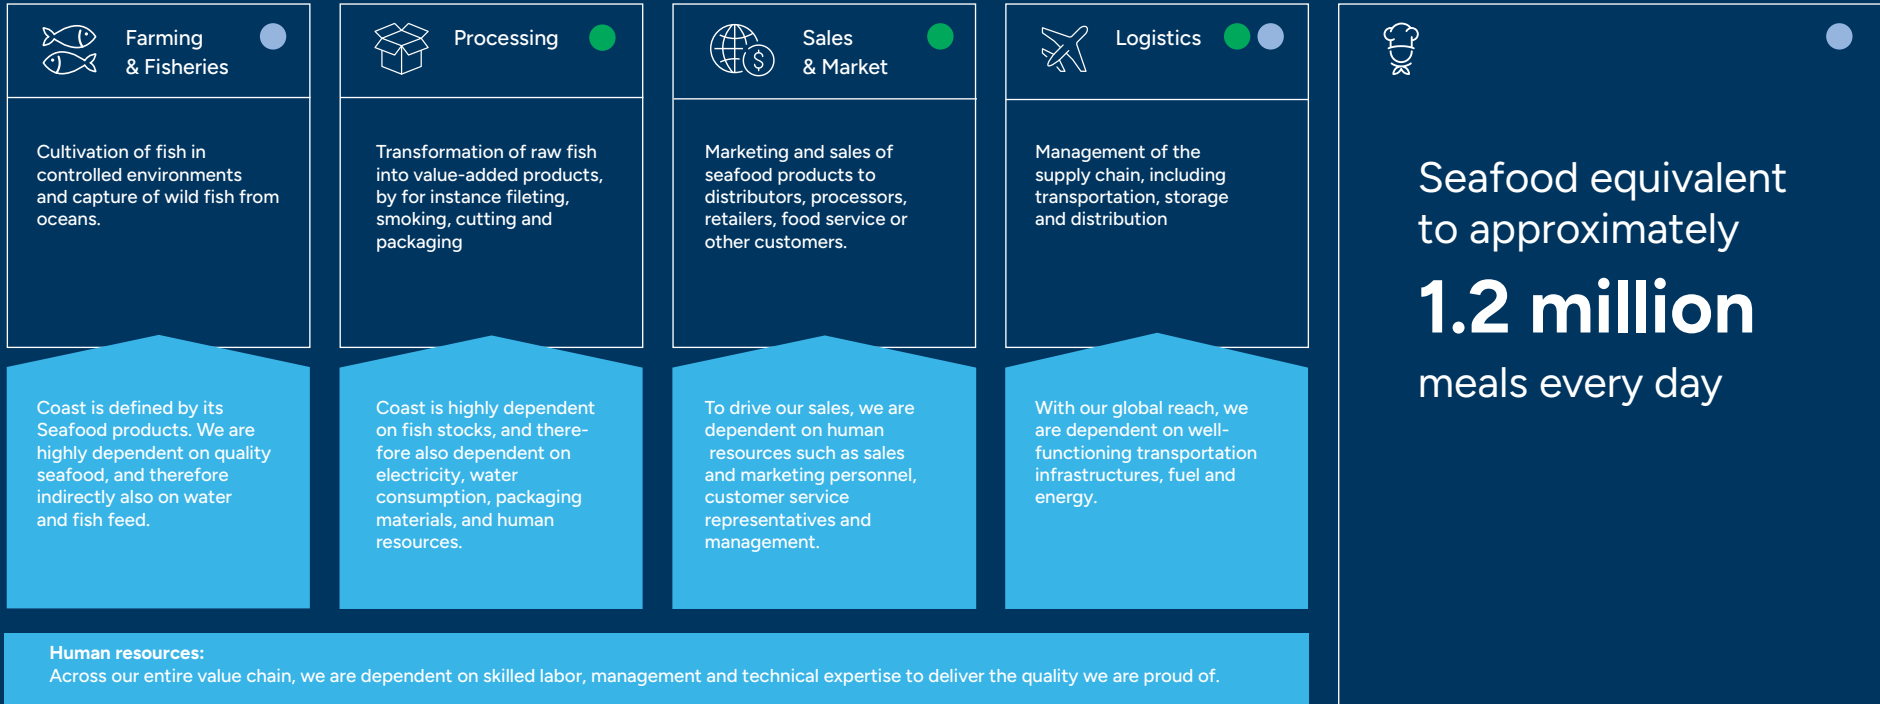 Farming
& Fisheries
Cultivation of fish in
controlled environments
and capture of wild fish from
oceans.
Coast is defined by its
Seafood products. We are
highly dependent on quality
seafood, and therefore
indirectly also on water
and fish feed.
Processing
Transformation of raw fish
into value-added products,
by for instance fileting,
smoking, cutting and
packaging
Coast is highly dependent
on fish stocks, and there-
fore also dependent on
electricity, water
consumption, packaging
materials, and human
resources.
Sales
& Market
Marketing and sales of
seafood products to
distributors, processors,
retailers, food service or
other customers.
To drive our sales, we are
dependent on human
resources such as sales
and marketing personnel,
customer service
representatives and
management.
Logistics
Management of the
supply chain, including
transportation, storage
and distribution
With our global reach, we
are dependent on well-
functioning transportation
infrastructures, fuel and
energy.
Seafood equivalent
to approximately
1.2 million
meals every day
Human resources:
Across our entire value chain, we are dependent on skilled labor, management and technical expertise to deliver the quality we are proud of.